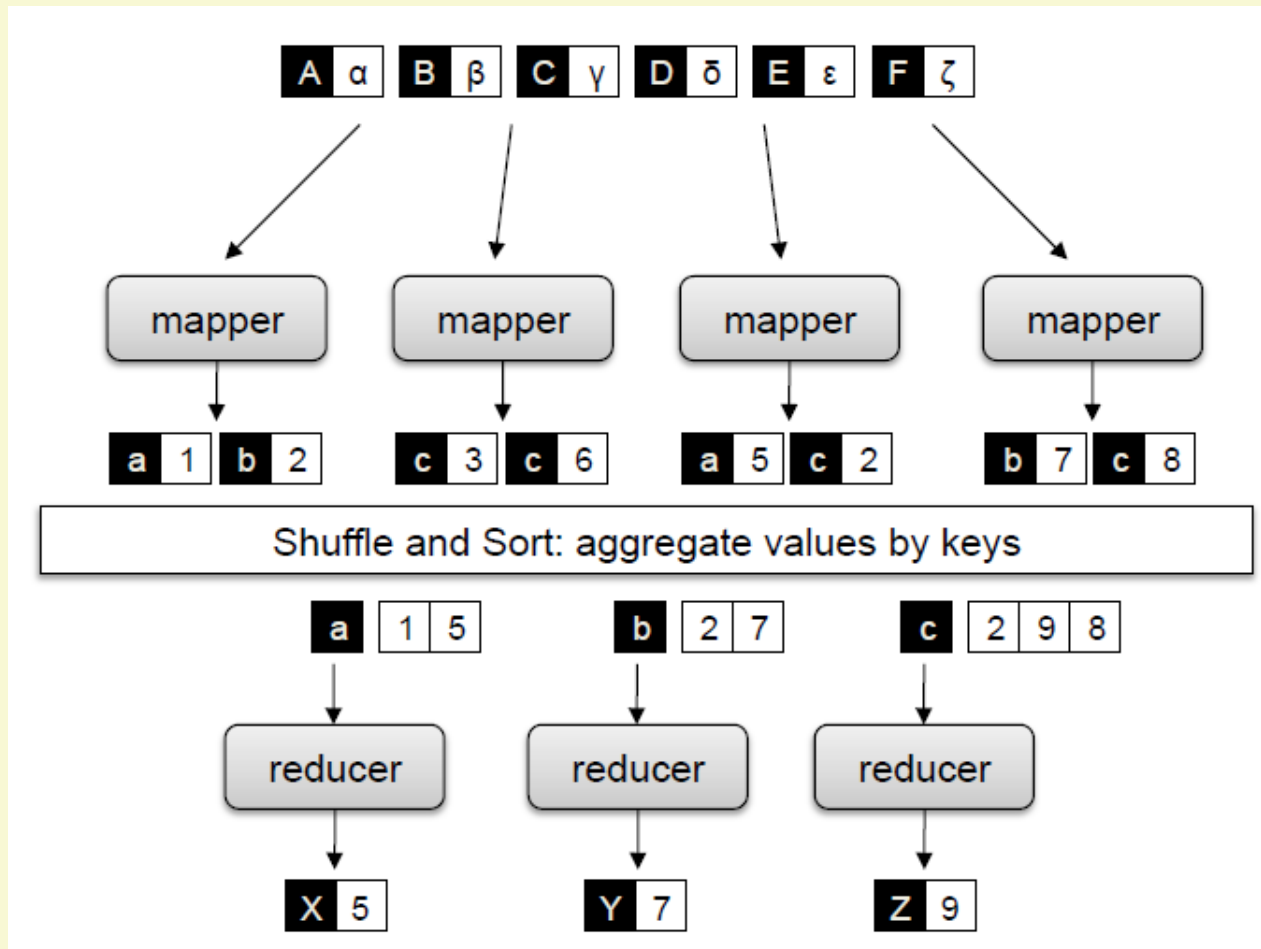 A α B β C γ D δ E ε F ζ
mapper mapper mapper mapper
a 1 b 2 c 3 c 6 a 5 c 2 b 7 c 8
Shuffle and Sort: aggregate values by keys
a 1 5 b 2 7 c 2 9 8
reducer reducer reducer
X 5 Y 7 Z 9